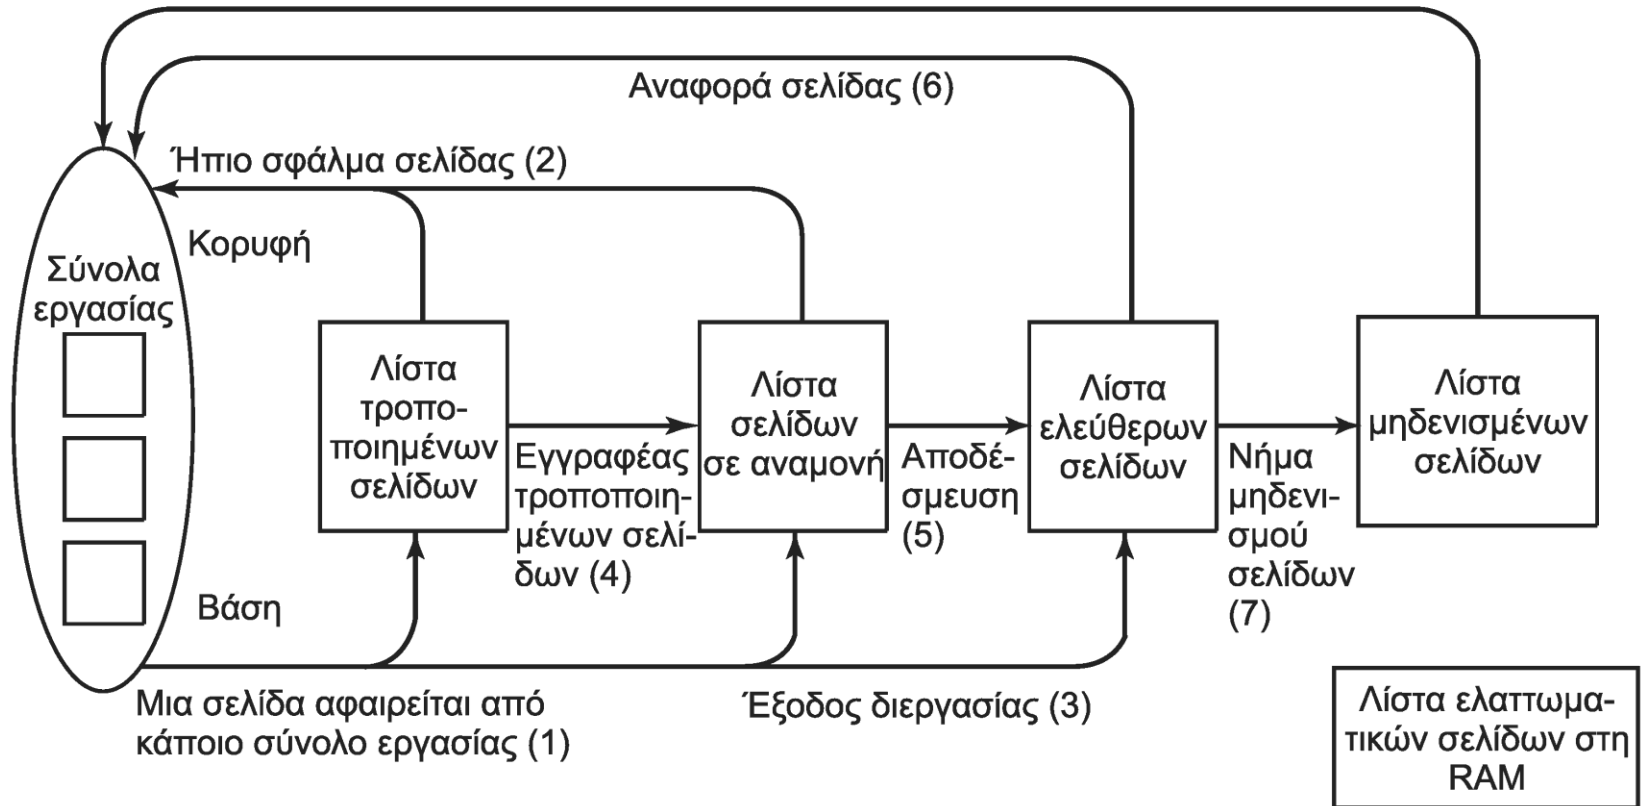 Αναφορά σελίδας (6)
Ήπιο σφάλμα σελίδας (2)
Κορυφή
Σύνολα
εργασίας
Λίστα
τροπο-
ποιημένων
σελίδων
Εγγραφέας
τροποποιη-
μένων σελί-
δων (4)
Λίστα
σελίδων
σε αναμονή
Αποδέ-
σμευση
(5)
Λίστα
ελεύθερων
σελίδων
Νήμα
μηδενι-
σμού
σελίδων
(7)
Λίστα
μηδενισμένων
σελίδων
Βάση
Μια σελίδα αφαιρείται από
κάποιο σύνολο εργασίας (1)
Έξοδος διεργασίας (3)
Λίστα ελαττωμα-
τικών σελίδων στη
RAM